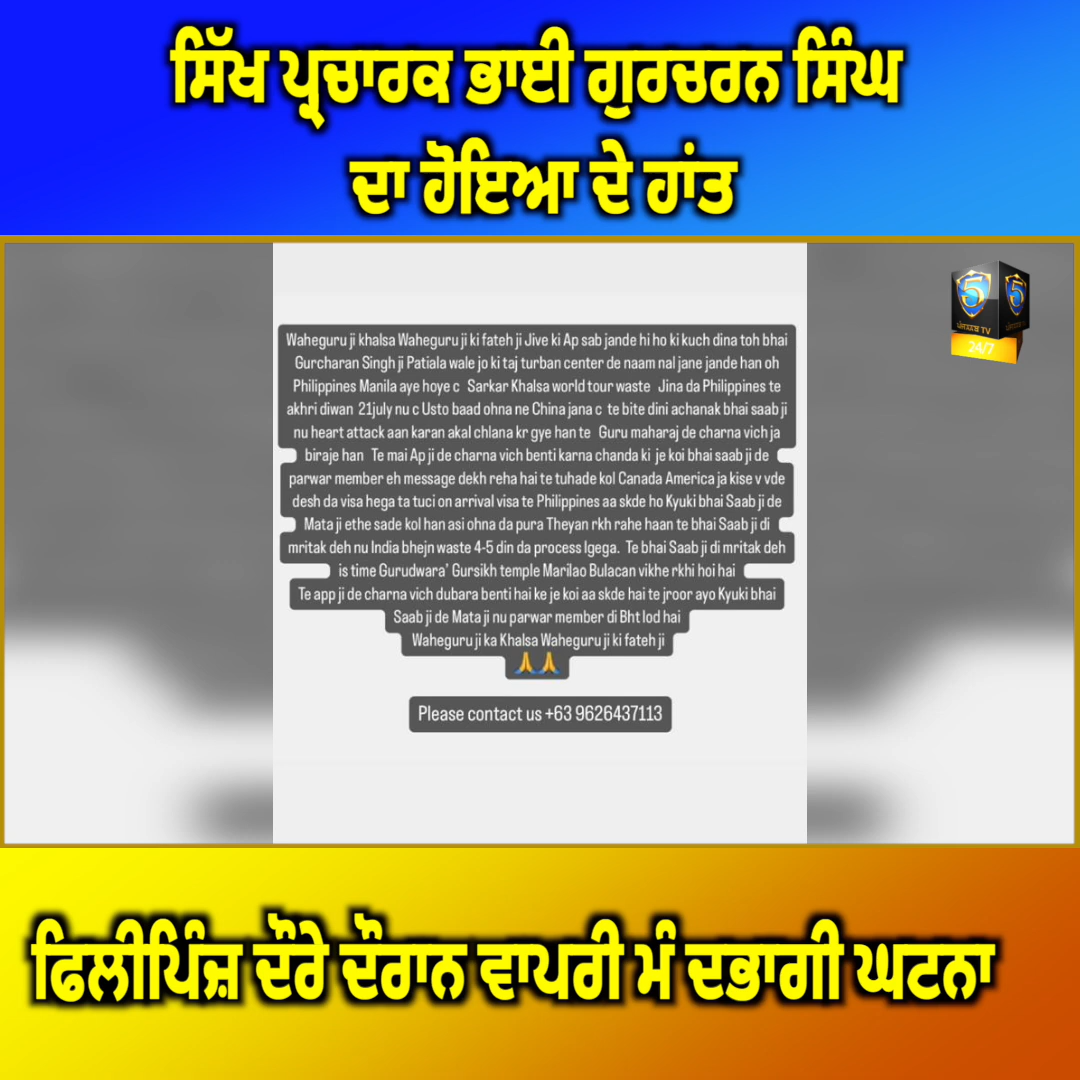 ਸਿੱਖ ਪ੍ਰਚਾਰਕ ਭਾਈ ਗੁਰਚਰਨ ਸਿੰਘ
ਦਾ ਹੋਇਆ ਦੇ ਹਾਂਤ
5
ਪੰਜਾਬ TV
24/7
Waheguru ji khalsa Waheguru ji ki fateh ji Jive ki Ap sab jande hi ho ki kuch dina toh bhai
Gurcharan Singh ji Patiala wale jo ki taj turban center de naam nal jane jande han oh
Philippines Manila aye hoye c Sarkar Khalsa world tour waste Jina da Philippines te
akhri diwan 21july nu c Usto baad ohna ne China jana c te bite dini achanak bhai saab ji
nu heart attack aan karan akal chlana kr gye han te Guru maharaj de charna vich ja
biraje han Te mai Ap ji de charna vich benti karna chanda ki je koi bhai saab ji de
parwar member eh message dekh reha hai te tuhade kol Canada America ja kise v vde
desh da visa hega ta tuci on arrival visa te Philippines aa skde ho Kyuki bhai Saab ji de
Mata ji ethe sade kol han asi ohna da pura Theyan rkh rahe haan te bhai Saab ji di
mritak deh nu India bhejn waste 4-5 din da process lgega. Te bhai Saab ji di mritak deh
is time Gurudwara' Gursikh temple Marilao Bulacan vikhe rkhi hoi hai
Te app ji de charna vich dubara benti hai ke je koi aa skde hai te jroor ayo Kyuki bhai
Saab ji de Mata ji nu parwar member di Bht lod hai
Waheguru ji ka Khalsa Waheguru ji ki fateh ji
🙏🙏
Please contact us +63 9626437113
ਫਿਲੀਪਿੰਜ਼ ਦੌਰੇ ਦੌਰਾਨ ਵਾਪਰੀ ਮੰ ਦਭਾਗੀ ਘਟਨਾ